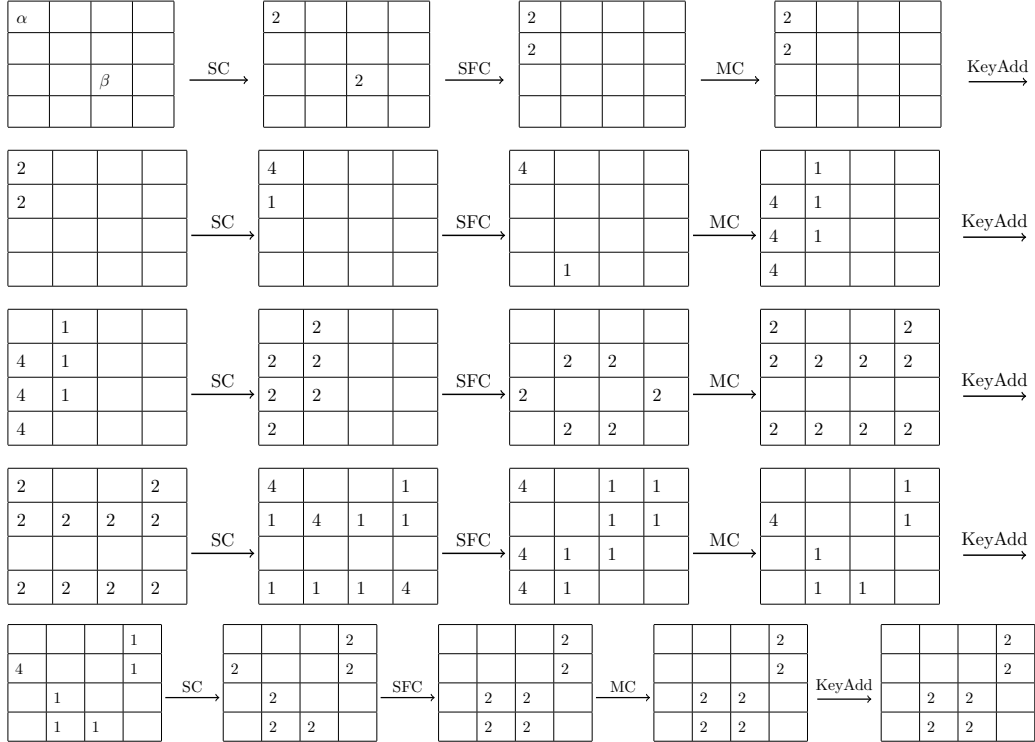 α 2 2 2
2 2
SC SFC MC KeyAdd
β 2
2 4 4 1
2 1 4 1
SC SFC MC KeyAdd
4 1
1 4
1 2 2 2
4 1 2 2 2 2 2 2 2 2
SC SFC MC KeyAdd
4 1 2 2 2 2
4 2 2 2 2 2 2 2
2 2 4 1 4 1 1 1
2 2 2 2 1 4 1 1 1 1 4 1
SC SFC MC KeyAdd
4 1 1 1
2 2 2 2 1 1 1 4 4 1 1 1
1 2 2 2 2
4 1 2 2 2 2 2
SC SFC MC KeyAdd
1 2 2 2 2 2 2 2
1 1 2 2 2 2 2 2 2 2